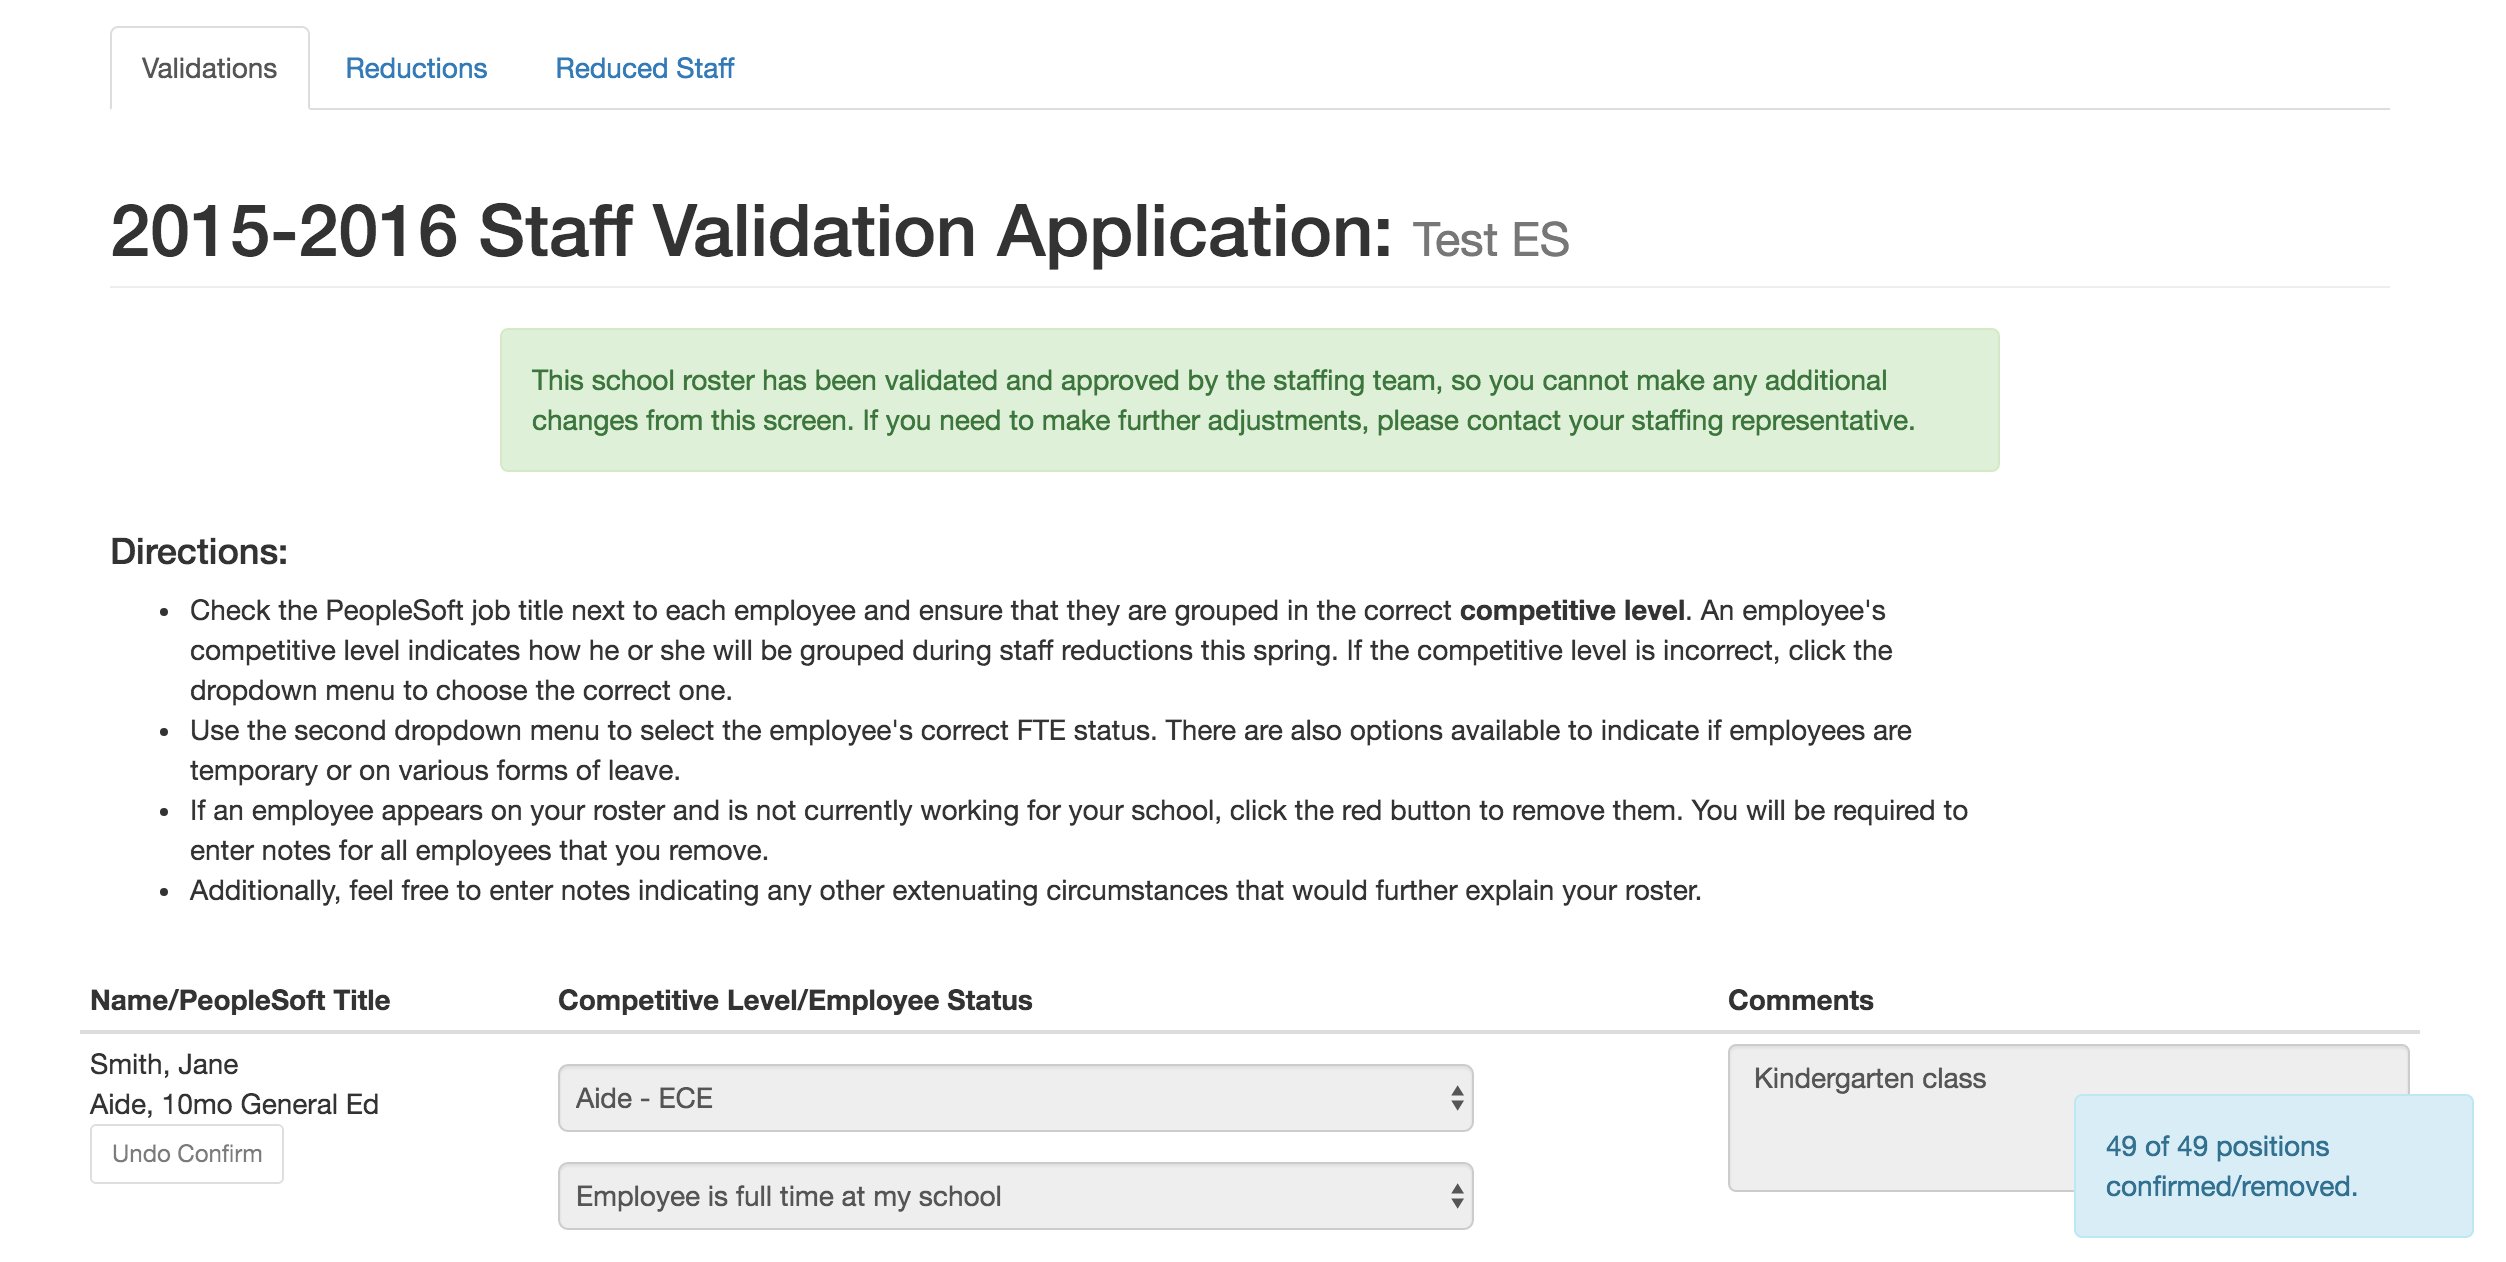 Validations
Reductions
Reduced Staff
2015-2016 Staff Validation Application: Test ES
This school roster has been validated and approved by the staffing team, so you cannot make any additional
changes from this screen. If you need to make further adjustments, please contact your staffing representative.
Directions:
• Check the PeopleSoft job title next to each employee and ensure that they are grouped in the correct competitive level. An employee's
competitive level indicates how he or she will be grouped during staff reductions this spring. If the competitive level is incorrect, click the
dropdown menu to choose the correct one.
• Use the second dropdown menu to select the employee's correct FTE status. There are also options available to indicate if employees are
temporary or on various forms of leave.
• If an employee appears on your roster and is not currently working for your school, click the red button to remove them. You will be required to
enter notes for all employees that you remove.
• Additionally, feel free to enter notes indicating any other extenuating circumstances that would further explain your roster.
Name/PeopleSoft Title
Competitive Level/Employee Status
Comments
Smith, Jane
Aide, 10mo General Ed
Undo Confirm
Aide - ECE
Employee is full time at my school
Kindergarten class
49 of 49 positions
confirmed/removed.